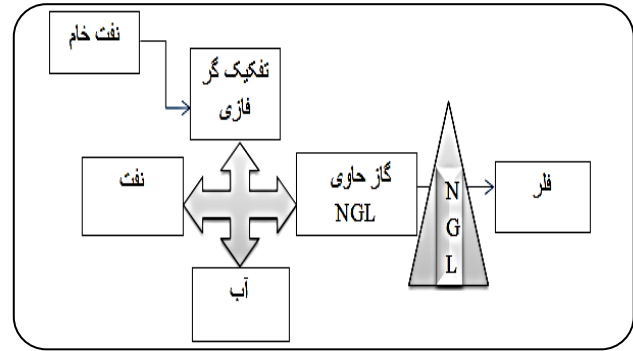 نفت خام
تفکیک گر
فازی
نفت
گاز حاوی
NGL
N
G
L
فلر
آب